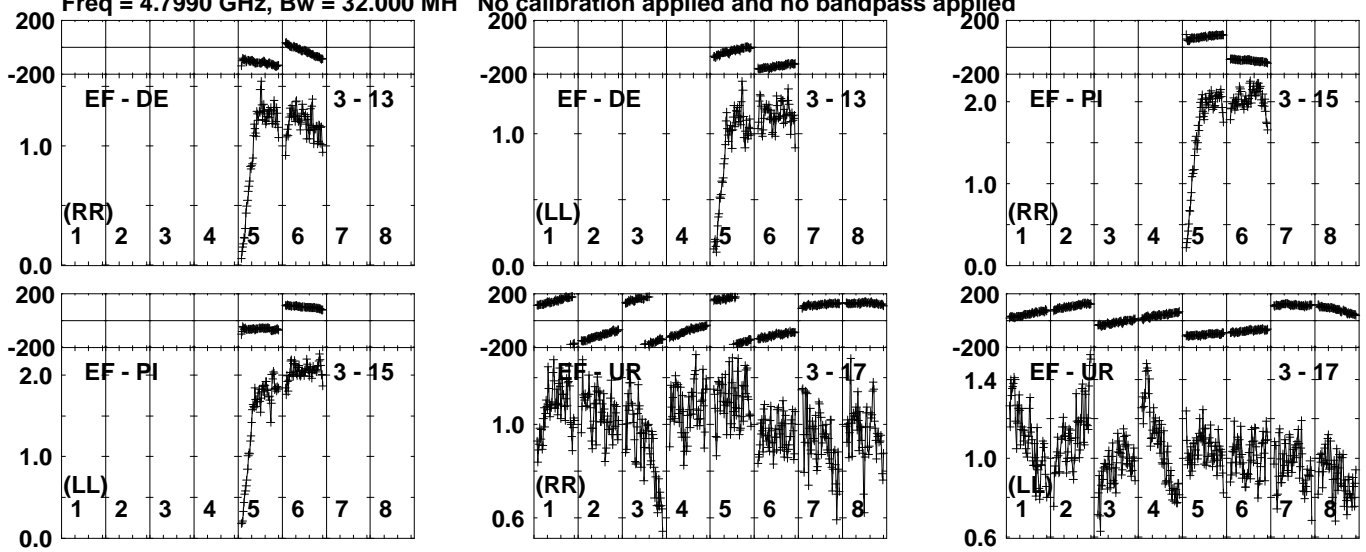 Freq = 4.7990 GHz, Bw = 32.000 MH No calibration applied and no bandpass applied
200
-200
EF - DE 3 - 13
1.0
(RR)
1 2 3 4 5 6 7 8
0.0
200
-200
EF - DE 3 - 13
1.0
(LL)
1 2 3 4 5 6 7 8
0.0
200
-200
2.0 EF - PI 3 - 15
1.0
(RR)
1 2 3 4 5 6 7 8
0.0
200
-200
2.0 EF - PI 3 - 15
1.0
(LL)
1 2 3 4 5 6 7 8
0.0
200
-200
EF - UR 3 - 17
1.0
(RR)
1 2 3 4 5 6 7 8
0.6
200
-200
1.4 EF - UR 3 - 17
1.0
(LL)
1 2 3 4 5 6 7 8
0.6